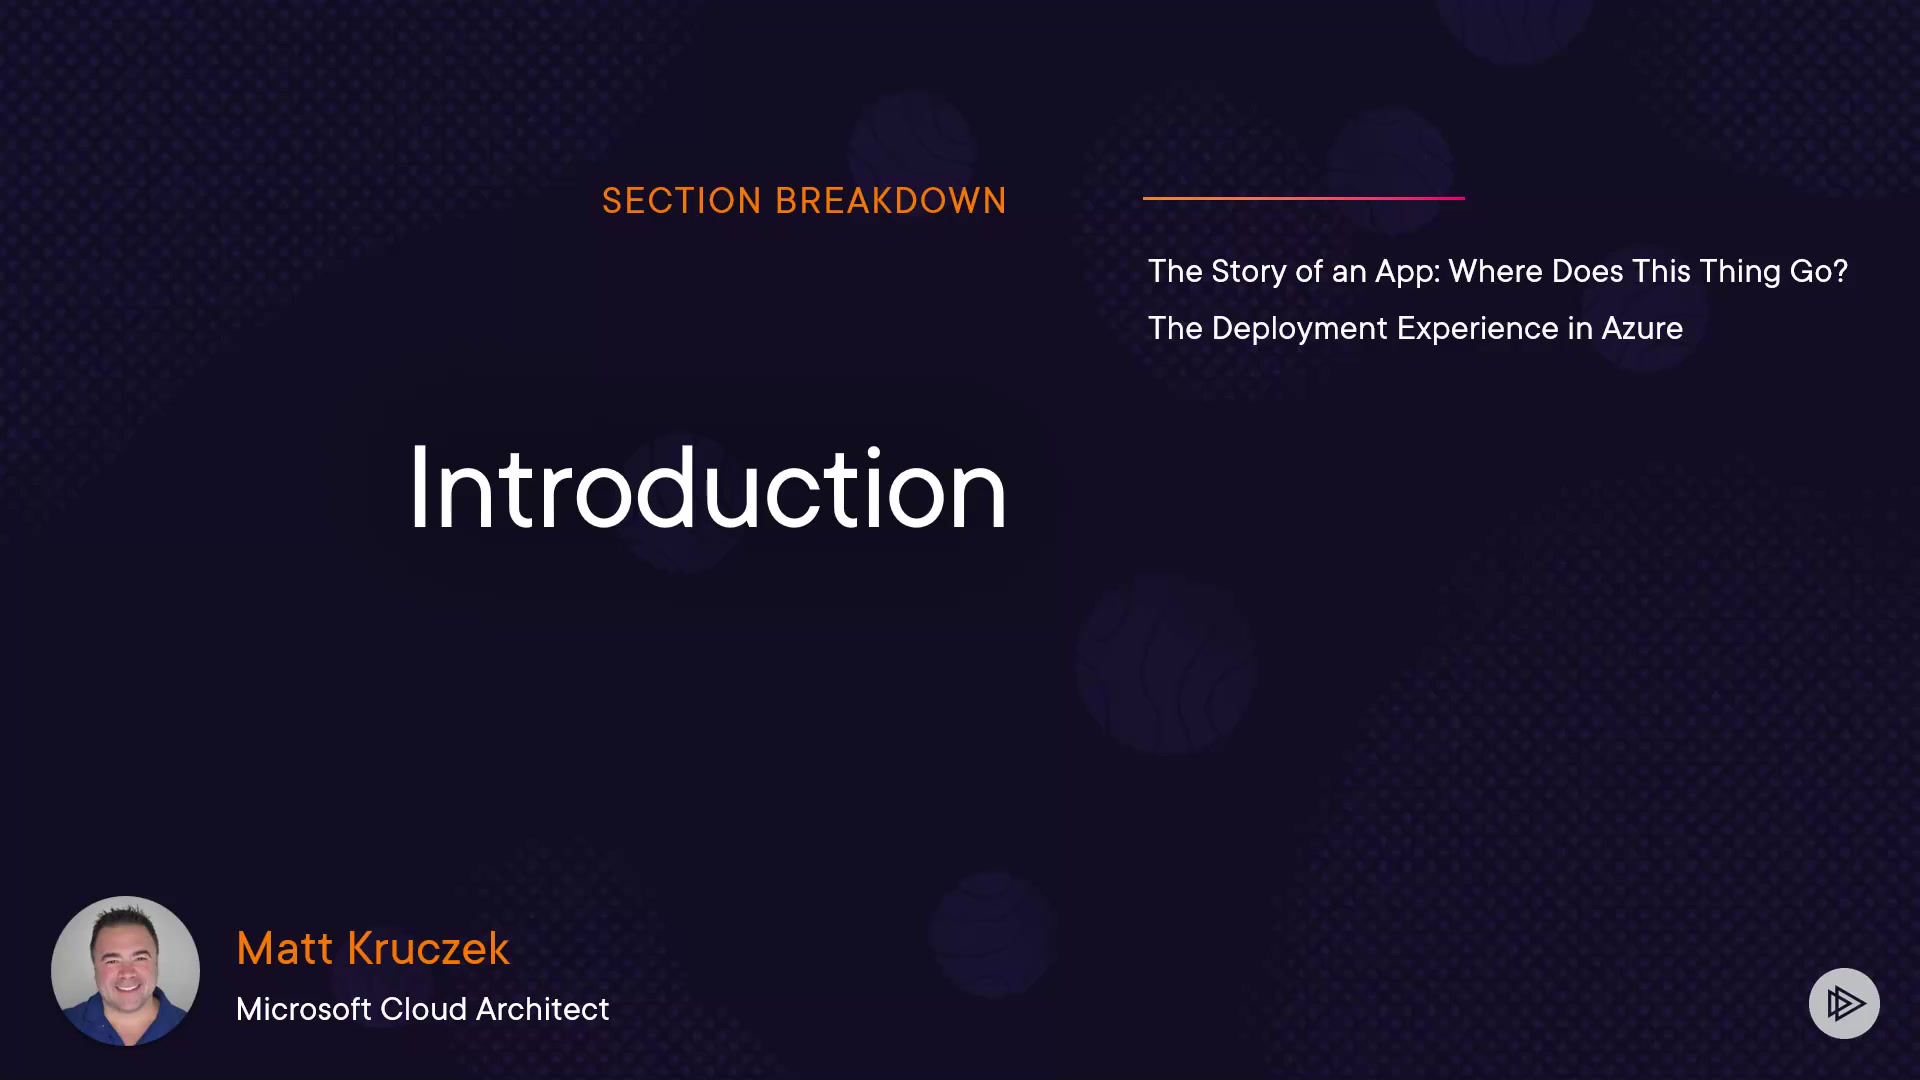 SECTION BREAKDOWN
Introduction
The Story of an App: Where Does This Thing Go?
The Deployment Experience in Azure
Matt Kruczek
Microsoft Cloud Architect